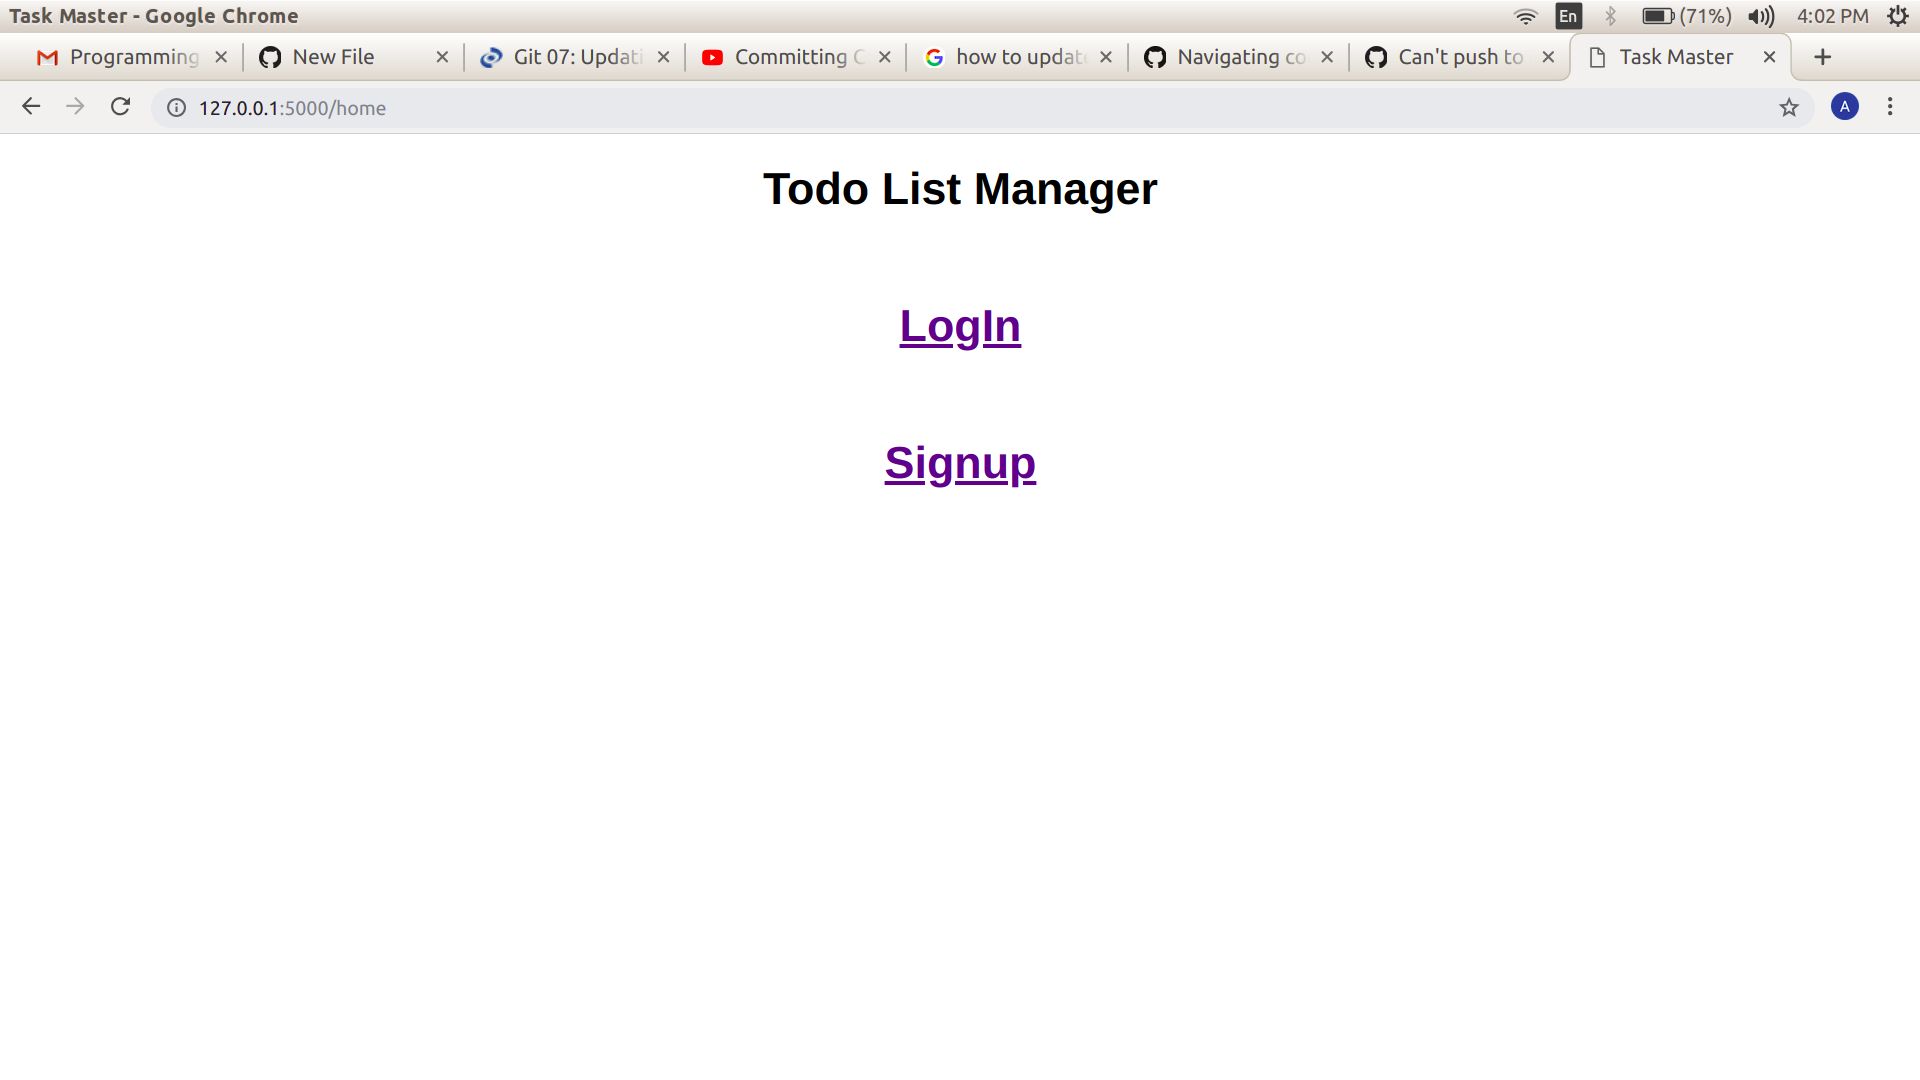 Task Master - Google Chrome En (71%) 4:02 PM
Programming New File Git 07: Updati Committing C how to update Navigating co Can't push to Task Master
127.0.0.1:5000/home A
Todo List Manager
LogIn
Signup